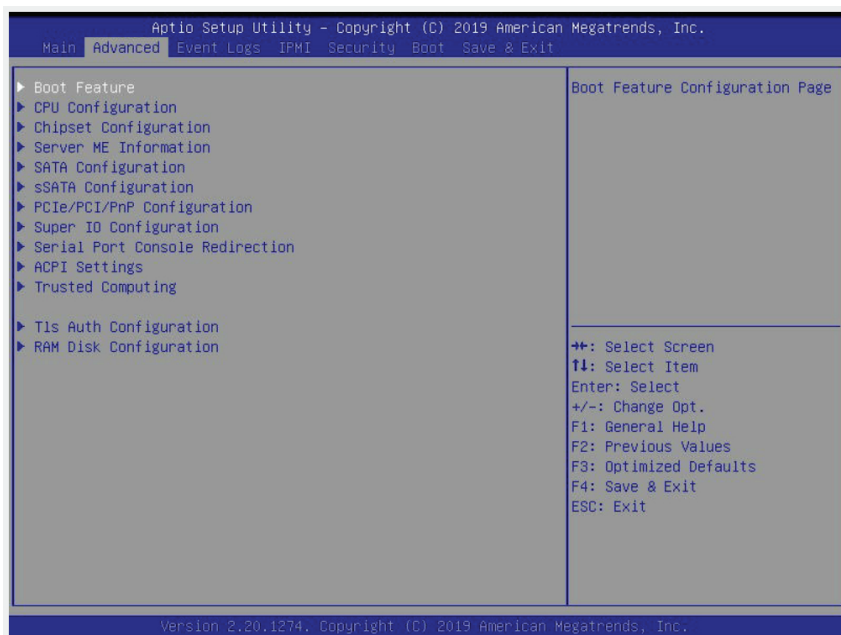 Aptio Setup Utility – Copyright (C) 2019 American Megatrends, Inc.
Main Advanced Event Logs IPMI Security Boot Save & Exit
▶ Boot Feature
▶ CPU Configuration
▶ Chipset Configuration
▶ Server ME Information
▶ SATA Configuration
▶ sSATA Configuration
▶ PCIe/PCI/PnP Configuration
▶ Super IO Configuration
▶ Serial Port Console Redirection
▶ ACPI Settings
▶ Trusted Computing
▶ Tls Auth Configuration
▶ RAM Disk Configuration
Boot Feature Configuration Page
→←: Select Screen
↑↓: Select Item
Enter: Select
+/-: Change Opt.
F1: General Help
F2: Previous Values
F3: Optimized Defaults
F4: Save & Exit
ESC: Exit
Version 2.20.1274. Copyright (C) 2019 American Megatrends, Inc.